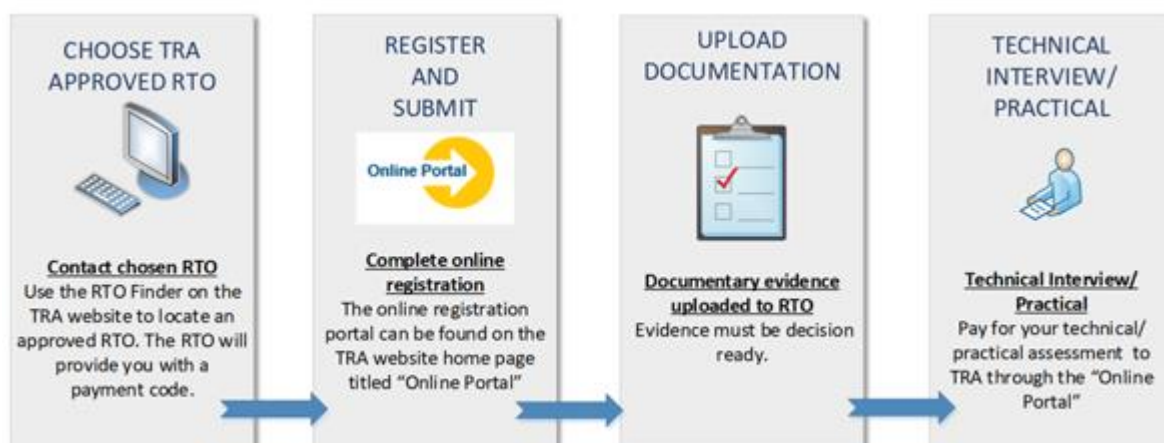 CHOOSE TRA
APPROVED RTO
Contact chosen RTO
Use the RTO Finder on the
TRA website to locate an
approved RTO. The RTO will
provide you with a
payment code.
REGISTER
AND
SUBMIT
Online Portal
Complete online
registration
The online registration
portal can be found on the
TRA website home page
titled “Online Portal”
UPLOAD
DOCUMENTATION
Documentary evidence
uploaded to RTO
Evidence must be decision
ready.
TECHNICAL
INTERVIEW/
PRACTICAL
Technical Interview/
Practical
Pay for your technical/
practical assessment to
TRA through the “Online
Portal”